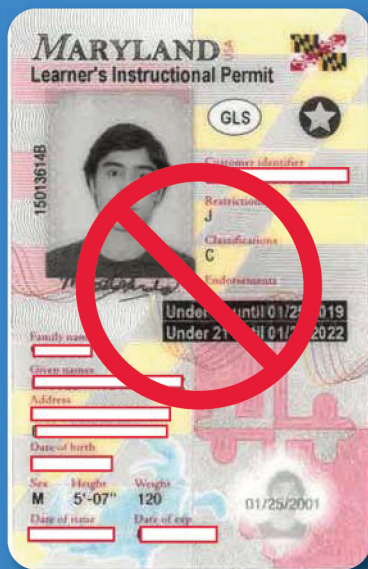 MARYLAND USA
Learner's Instructional Permit
GLS
15013614B
Customer identifier
Restrictions
J
Classifications
C
Endorsements
Under until 01/25/2019
Under 21 until 01/ 2022
Family name
Given names
Address
Date of birth
Sex Height Weight
M 5'-07" 120
01/25/2001
Date of issue Date of exp